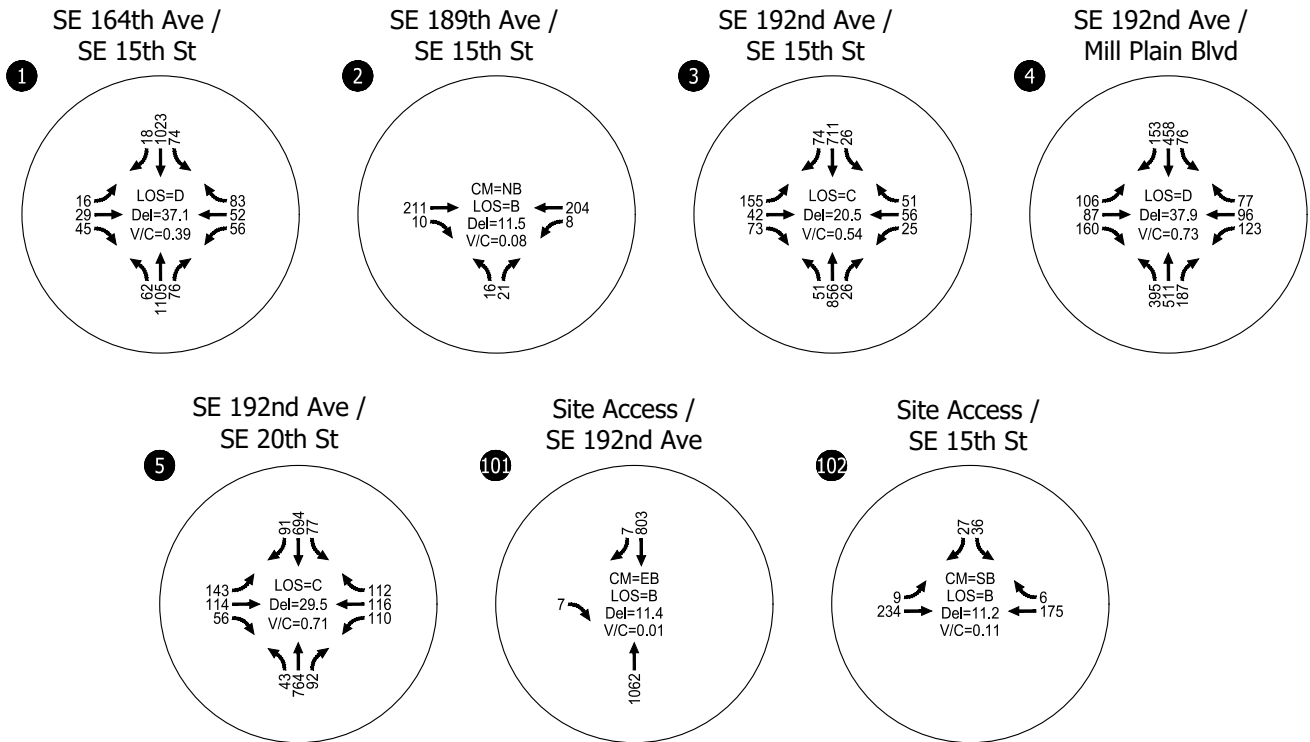 SE 164th Ave /
SE 15th St
1
18
1023
74
16
29
45
LOS=D
Del=37.1
V/C=0.39
83
52
56
62
1105
76
SE 189th Ave /
SE 15th St
2
211
10
CM=NB
LOS=B
Del=11.5
V/C=0.08
204
8
16
21
SE 192nd Ave /
SE 15th St
3
74
711
26
155
42
73
LOS=C
Del=20.5
V/C=0.54
51
56
25
51
856
26
SE 192nd Ave /
Mill Plain Blvd
4
153
458
76
106
87
160
LOS=D
Del=37.9
V/C=0.73
77
96
123
395
511
187
SE 192nd Ave /
SE 20th St
5
91
694
77
143
114
56
LOS=C
Del=29.5
V/C=0.71
112
116
110
43
764
92
Site Access /
SE 192nd Ave
101
7
803
7
CM=EB
LOS=B
Del=11.4
V/C=0.01
1062
Site Access /
SE 15th St
102
27
36
9
234
CM=SB
LOS=B
Del=11.2
V/C=0.11
6
175